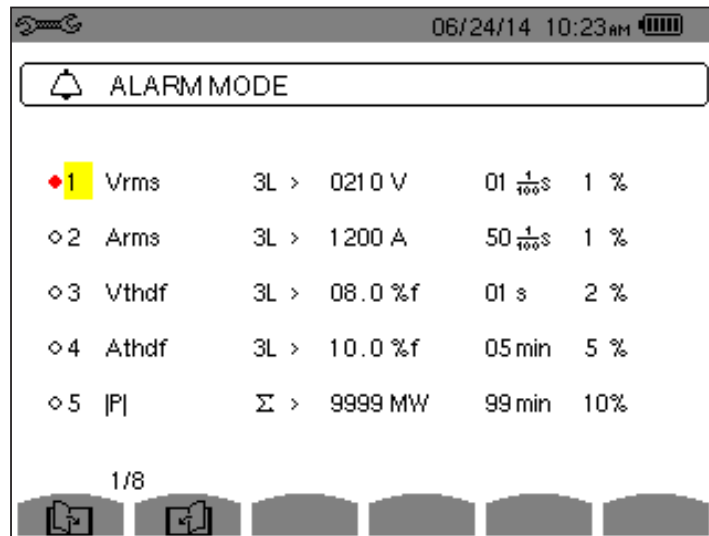 06/24/14 10:23AM
ALARM MODE
1 Vrms 3L > 0210 V 01 1/100 s 1 %
2 Arms 3L > 1200 A 50 1/100 s 1 %
3 Vthdf 3L > 08.0 %f 01 s 2 %
4 Athdf 3L > 10.0 %f 05 min 5 %
5 |P| Σ > 9999 MW 99 min 10%
1/8